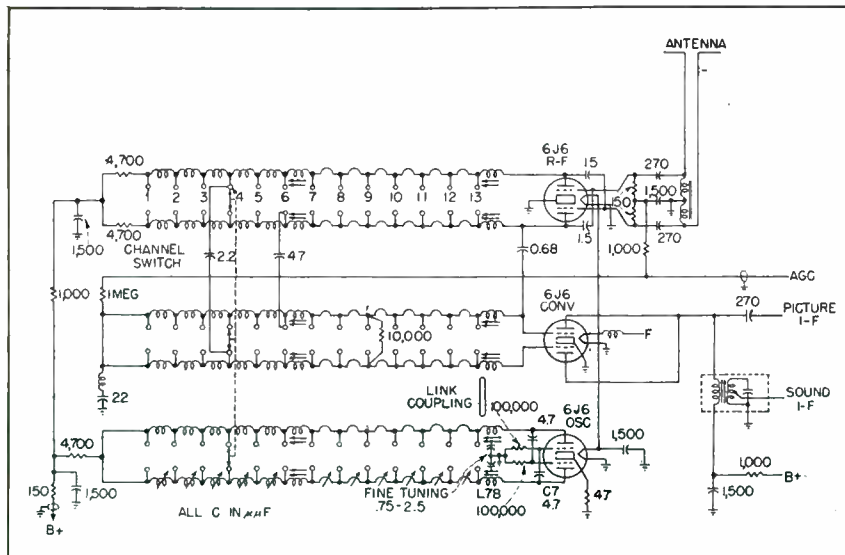 ANTENNA
6J6
R-F
15
270
4,700
1 2 3 4 5 6 7 8 9 10 11 12 13
150
1,500
4,700
1.5
1,500
CHANNEL
SWITCH
2.2
47
0.68
1,000
270
AGC
1,000
1MEG
6J6
CONV
270
PICTURE
I-F
10,000
F
22
LINK
COUPLING
100,000
4.7
6J6
OSC
SOUND
I-F
4,700
1,500
1,000
B+
150
1,500
FINE TUNING
.75-2.5
L78
C7
4.7
100,000
47
1,500
B+
ALL C IN µµF